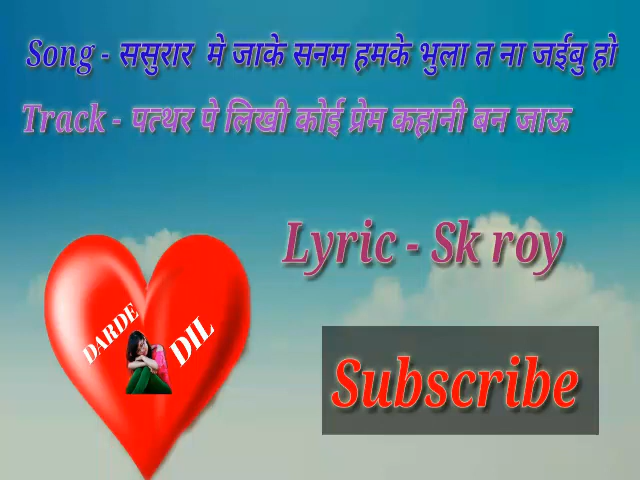 Song - ससुरार मे जाके सनम हमके भुला त ना जईबु हो
Track - पत्थर पे लिखी कोई प्रेम कहानी बन जाऊ
Lyric - Sk roy
DARDE DIL
Subscribe